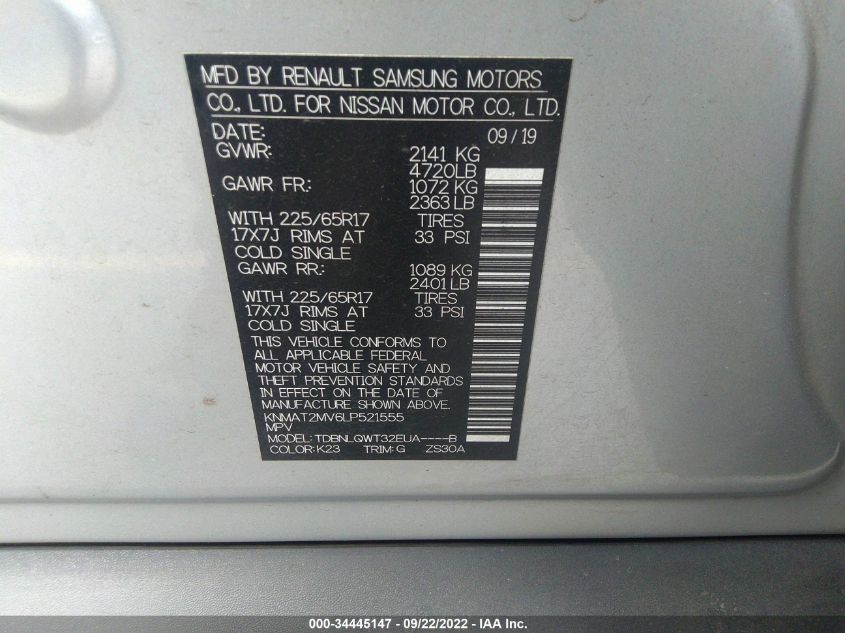 MFD BY RENAULT SAMSUNG MOTORS
CO., LTD. FOR NISSAN MOTOR CO., LTD.
DATE: 09/19
GVWR: 2141 KG
4720LB
GAWR FR.: 1072 KG
2363LB
WITH 225/65R17 TIRES
17X7J RIMS AT 33 PSI
COLD SINGLE
GAWR RR.: 1089 KG
2401LB
WITH 225/65R17 TIRES
17X7J RIMS AT 33 PSI
COLD SINGLE
THIS VEHICLE CONFORMS TO
ALL APPLICABLE FEDERAL
MOTOR VEHICLE SAFETY AND
THEFT PREVENTION STANDARDS
IN EFFECT ON THE DATE OF
MANUFACTURE SHOWN ABOVE.
KNMAT2MV6LP521555
MPV
MODEL: TDBNLQWT32EUA----B
COLOR: K23 TRIM: G ZS30A
000-34445147 - 09/22/2022 - IAA Inc.